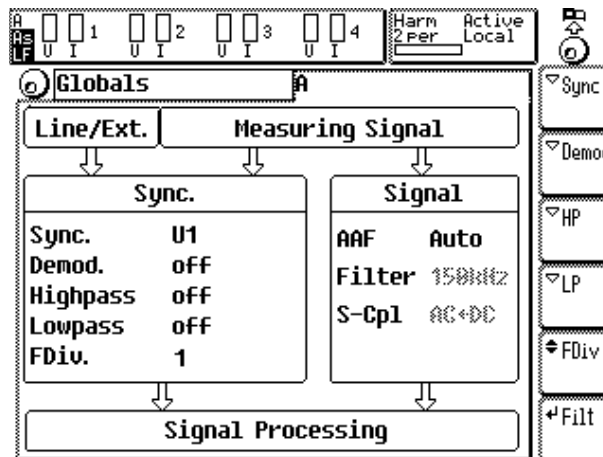 A
As
LF
U I 1
U I 2
U I 3
U I 4
Harm Active
2 Per Local
Globals
A
Line/Ext.
Measuring Signal
Sync.
Sync. U1
Demod. off
Highpass off
Lowpass off
FDiv. 1
Signal
AAF Auto
Filter 150kHz
S-Cpl AC+DC
Signal Processing
Sync
Demo
HP
LP
FDiv
Filt